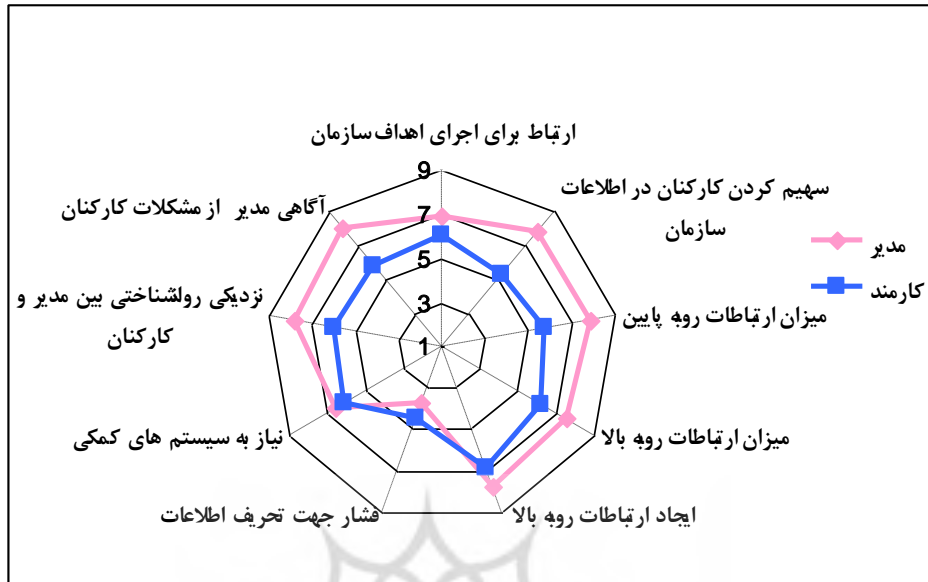 ارتباط برای اجرای اهداف سازمان
سهیم کردن کارکنان در اطلاعات
سازمان
میزان ارتباطات روبه پایین
میزان ارتباطات روبه بالا
ایجاد ارتباطات روبه بالا
فشار جهت تحریف اطلاعات
نیاز به سیستم های کمکی
نزدیکی روانشناختی بین مدیر و
کارکنان
آگاهی مدیر از مشکلات کارکنان
9
7
5
3
1
مدیر
کارمند